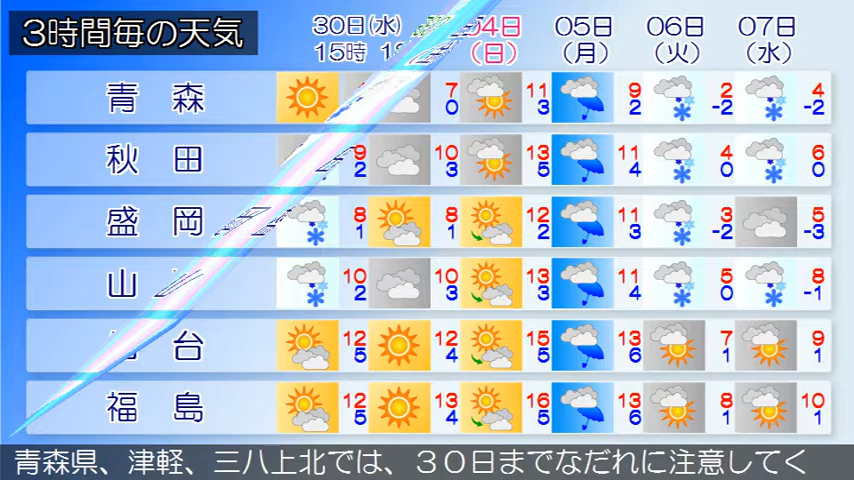 3時間毎の天気
30日(水) 04日 05日 06日 07日
15時 (日) (月) (火) (水)
青森 7 0 11 3 9 2 2 -2 4 -2
秋田 9 2 10 3 13 5 11 4 4 0 6 0
盛岡 8 1 8 1 12 2 11 3 3 -2 5 -3
山 10 2 10 3 13 3 11 4 5 0 8 -1
台 12 5 12 4 15 5 13 6 7 1 9 1
福島 12 5 13 4 16 5 13 6 8 1 10 1
青森県、津軽、三八上北では、30日までなだれに注意してく